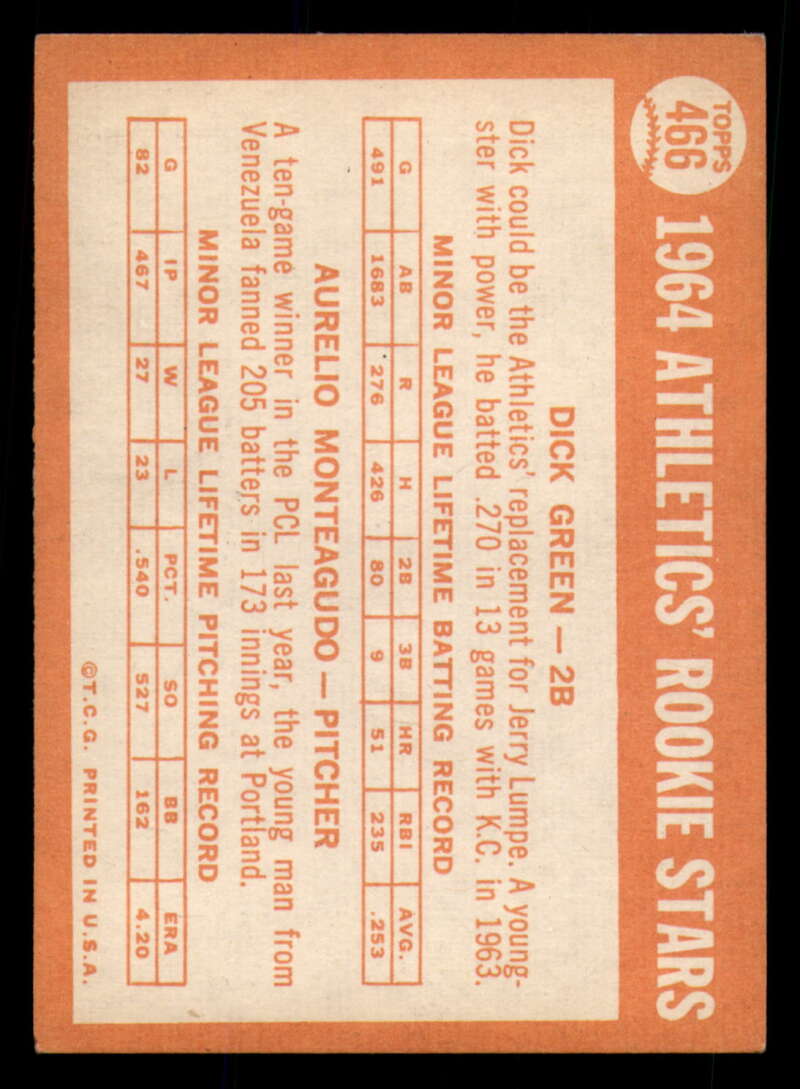 TOPPS
466
1964 ATHLETICS' ROOKIE STARS
DICK GREEN — 2B
Dick could be the Athletics' replacement for Jerry Lumpe. A young-
ster with power, he batted .270 in 13 games with K.C. in 1963.
MINOR LEAGUE LIFETIME BATTING RECORD
G AB R H 2B 3B HR RBI AVG.
491 1683 276 426 80 9 51 235 .253
AURELIO MONTEAGUDO — PITCHER
A ten-game winner in the PCL last year, the young man from
Venezuela fanned 205 batters in 173 innings at Portland.
MINOR LEAGUE LIFETIME PITCHING RECORD
G IP W L PCT. SO BB ERA
82 467 27 23 .540 527 162 4.20
©T.C.G. PRINTED IN U.S.A.